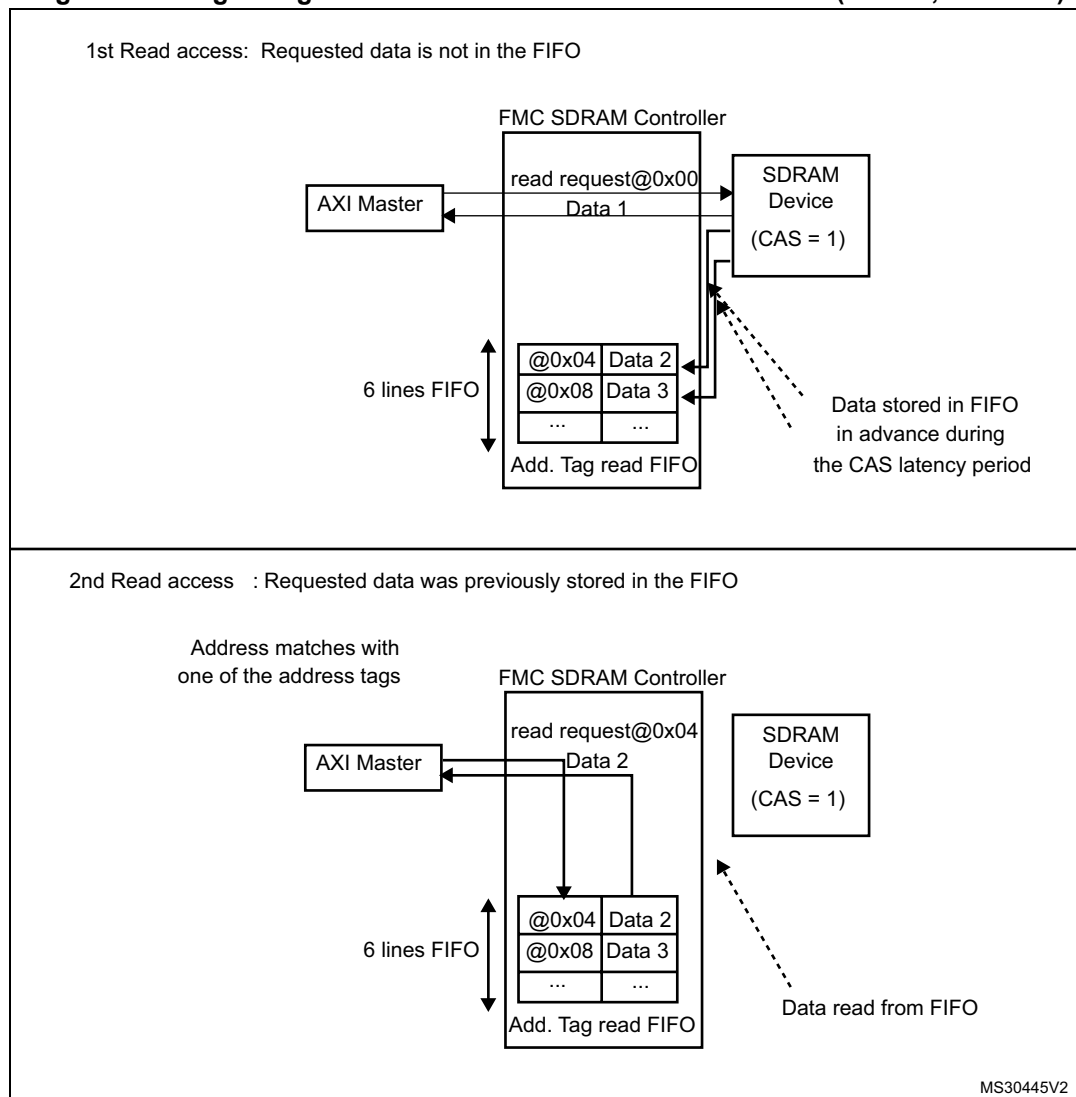 1st Read access: Requested data is not in the FIFO
FMC SDRAM Controller
read request@0x00
Data 1
AXI Master
SDRAM
Device
(CAS = 1)
6 lines FIFO
@0x04 Data 2
@0x08 Data 3
... ...
Add. Tag read FIFO
Data stored in FIFO
in advance during
the CAS latency period
2nd Read access : Requested data was previously stored in the FIFO
Address matches with
one of the address tags
FMC SDRAM Controller
read request@0x04
Data 2
AXI Master
SDRAM
Device
(CAS = 1)
6 lines FIFO
@0x04 Data 2
@0x08 Data 3
... ...
Add. Tag read FIFO
Data read from FIFO
MS30445V2